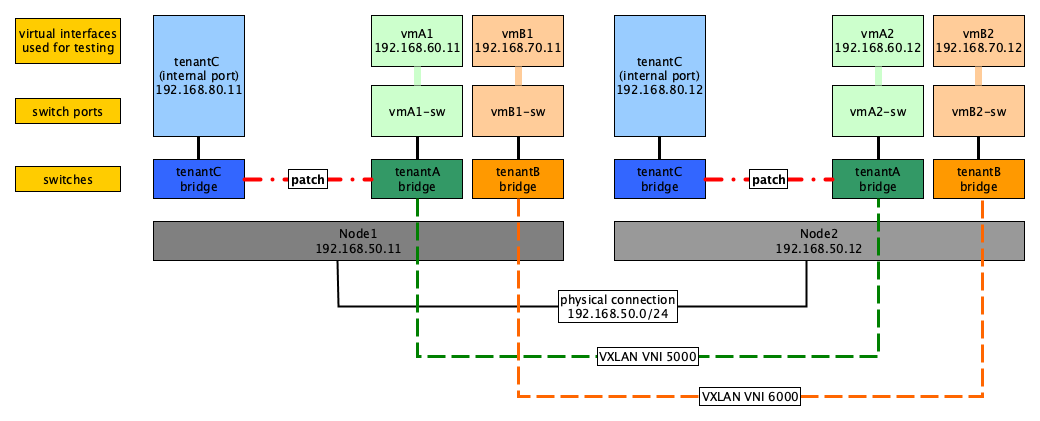 virtual interfaces
used for testing
tenantC
(internal port)
192.168.80.11
vmA1
192.168.60.11
vmB1
192.168.70.11
tenantC
(internal port)
192.168.80.12
vmA2
192.168.60.12
vmB2
192.168.70.12
switch ports
vmA1-sw
vmB1-sw
vmA2-sw
vmB2-sw
switches
tenantC
bridge
patch
tenantA
bridge
tenantB
bridge
tenantC
bridge
patch
tenantA
bridge
tenantB
bridge
Node1
192.168.50.11
Node2
192.168.50.12
physical connection
192.168.50.0/24
VXLAN VNI 5000
VXLAN VNI 6000